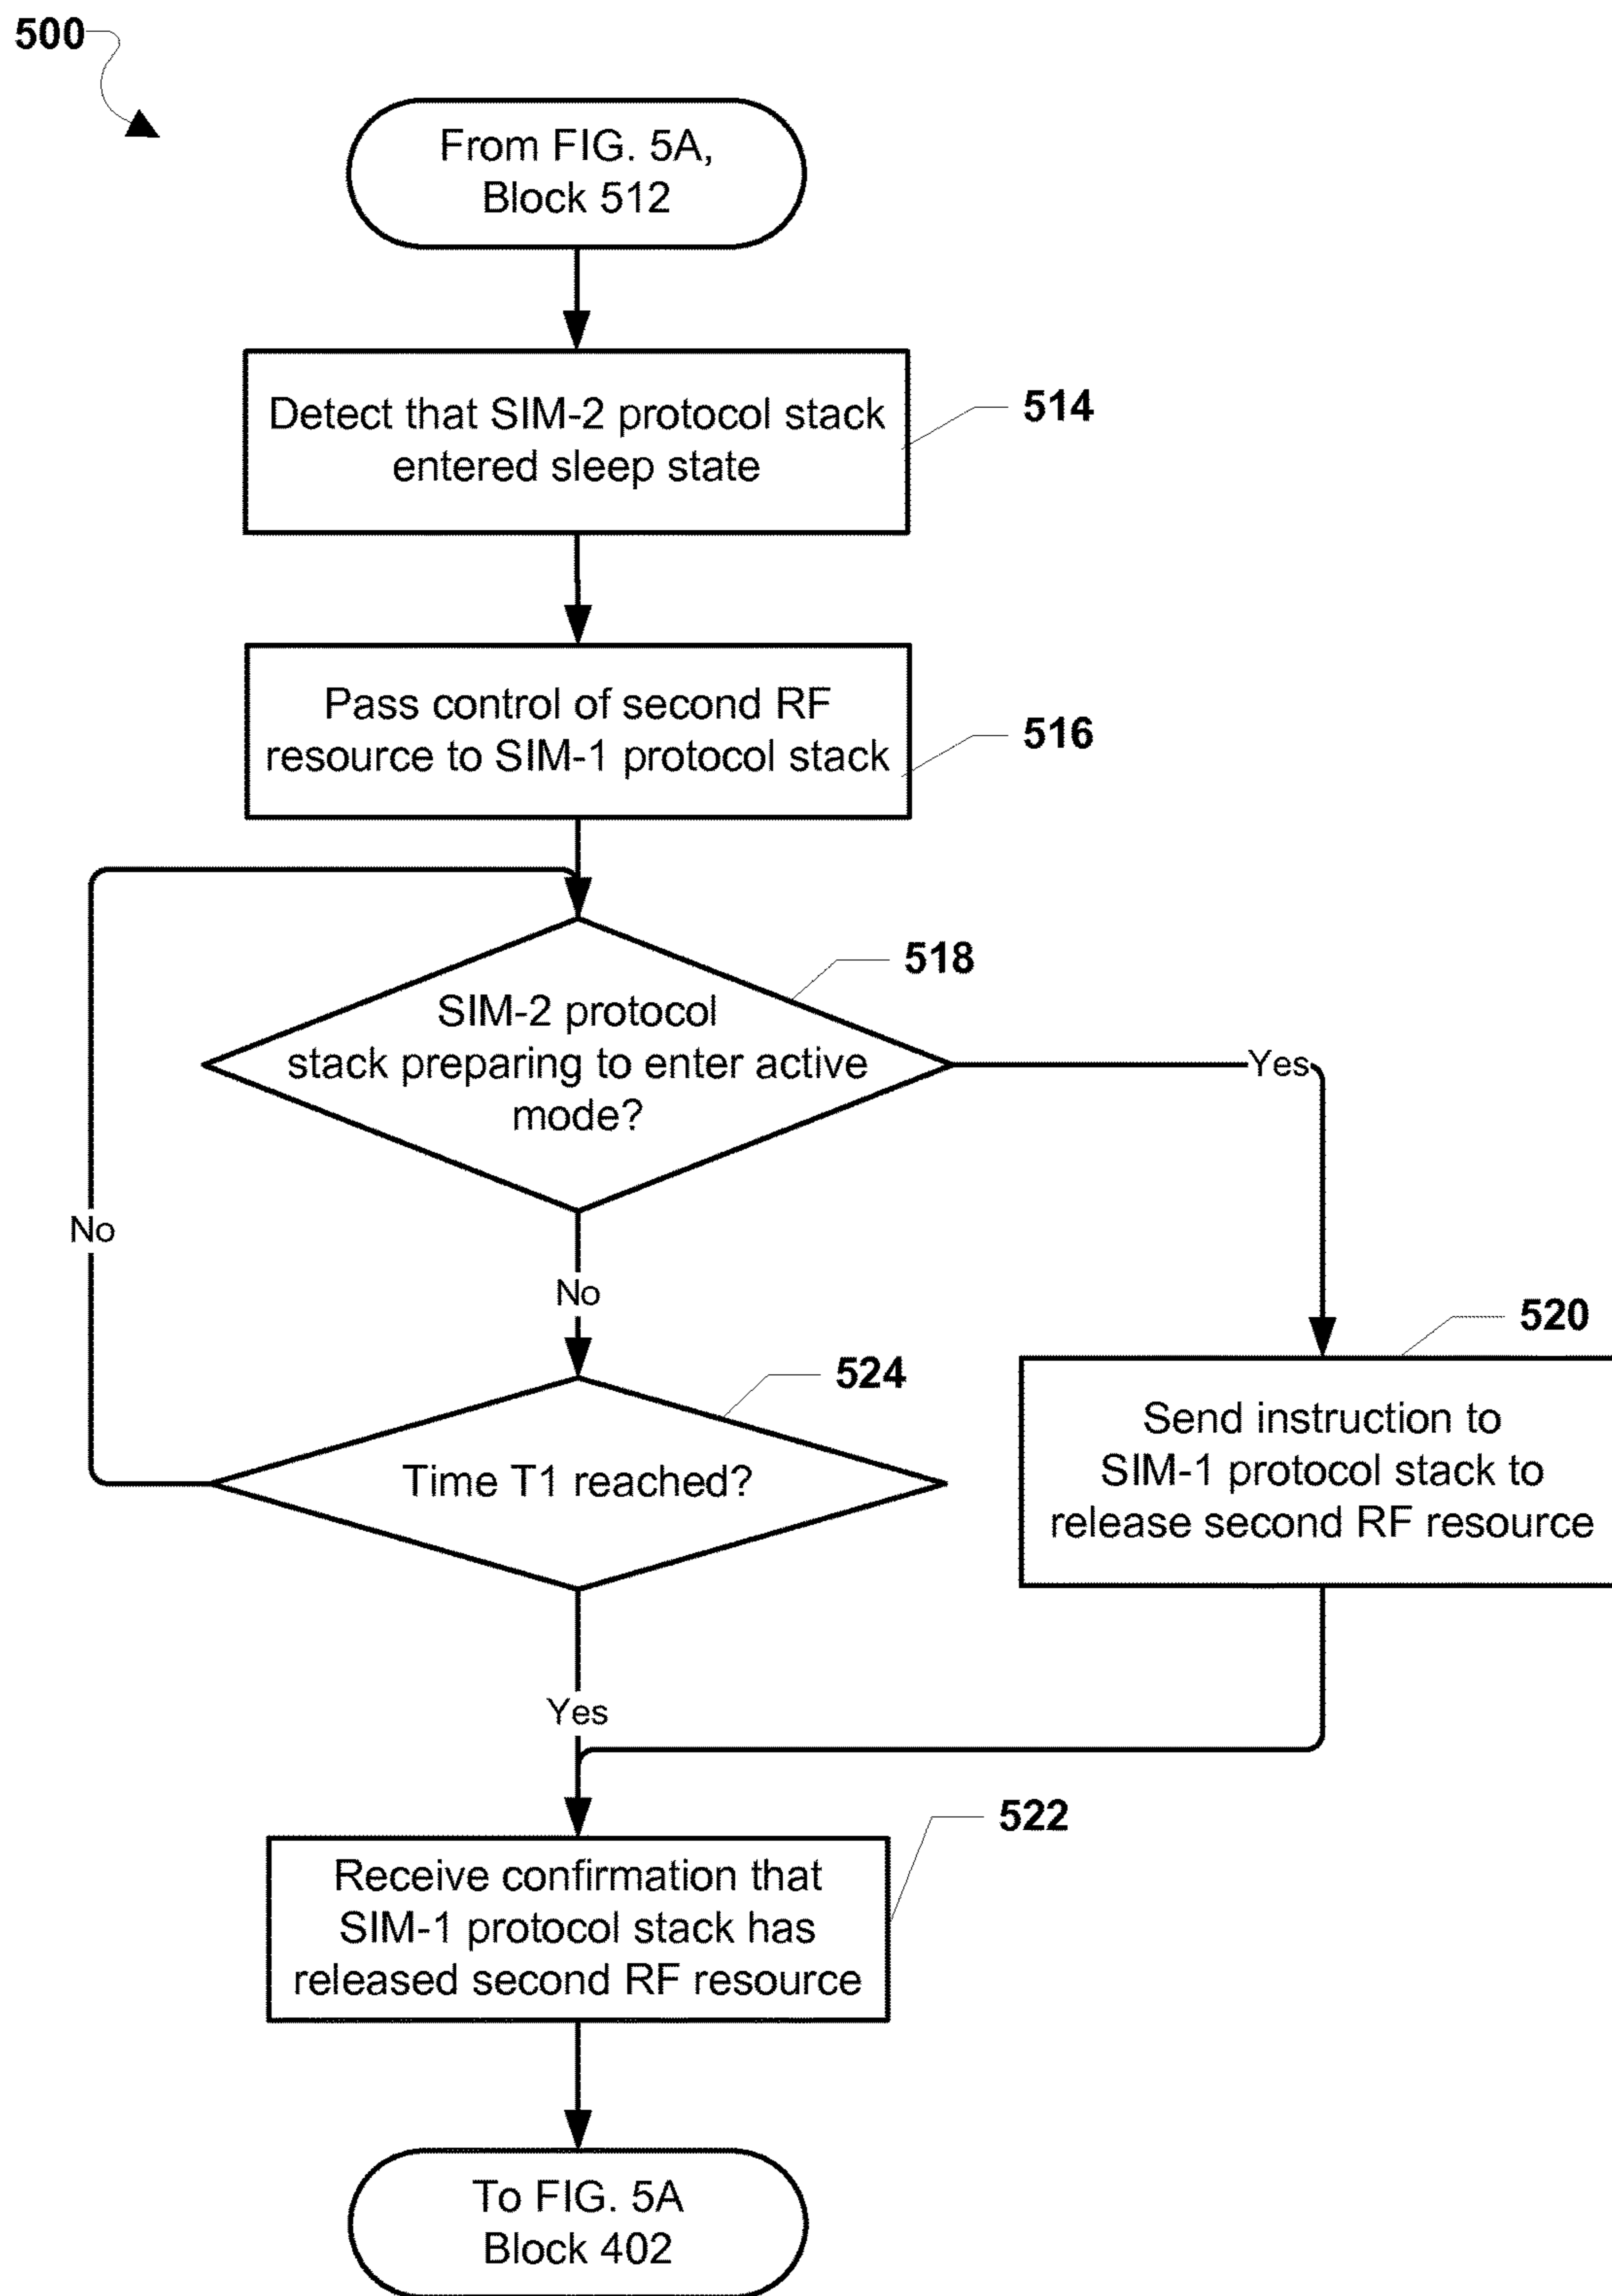 500
From FIG. 5A,
Block 512
Detect that SIM-2 protocol stack
entered sleep state
514
Pass control of second RF
resource to SIM-1 protocol stack
516
518
SIM-2 protocol
stack preparing to enter active
mode?
Yes
No
No
520
524
Send instruction to
SIM-1 protocol stack to
release second RF resource
Time T1 reached?
Yes
522
Receive confirmation that
SIM-1 protocol stack has
released second RF resource
To FIG. 5A
Block 402